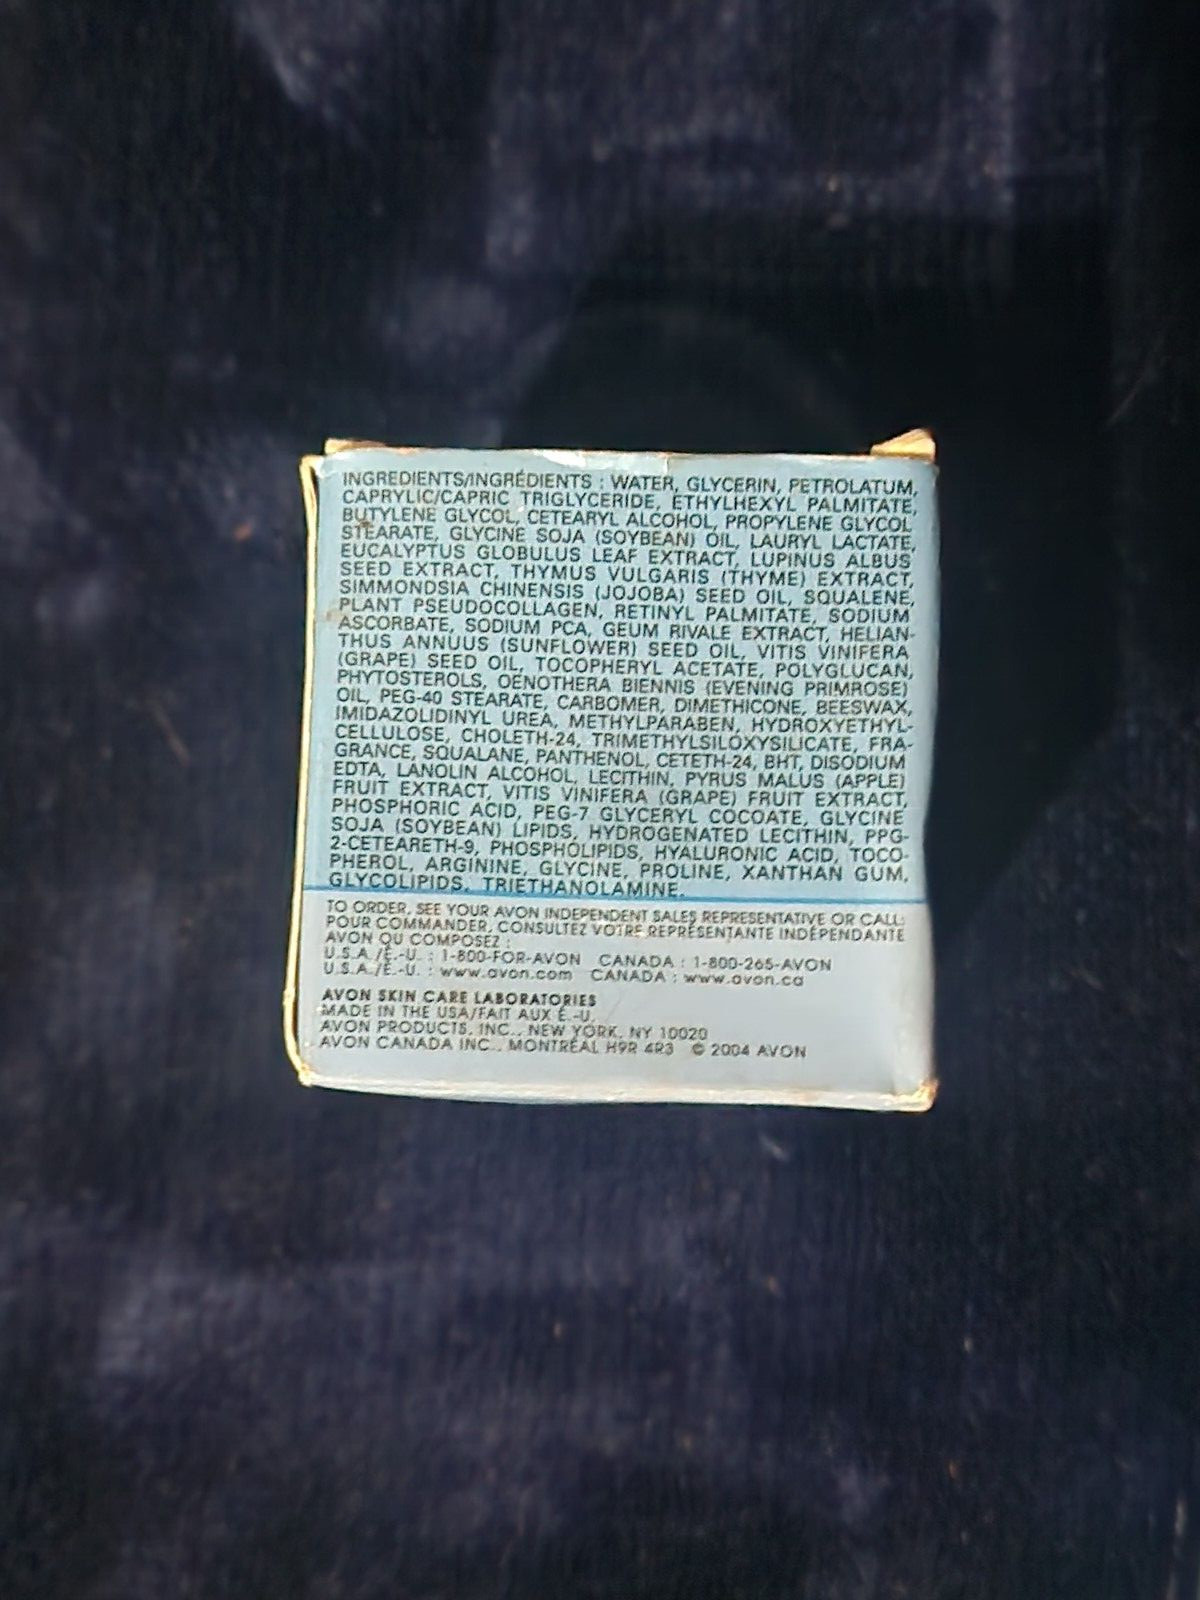 INGREDIENTS/INGRÉDIENTS : WATER, GLYCERIN, PETROLATUM,
CAPRYLIC/CAPRIC TRIGLYCERIDE, ETHYLHEXYL PALMITATE,
BUTYLENE GLYCOL, CETEARYL ALCOHOL, PROPYLENE GLYCOL
STEARATE, GLYCINE SOJA (SOYBEAN) OIL, LAURYL LACTATE,
EUCALYPTUS GLOBULUS LEAF EXTRACT, LUPINUS ALBUS
SEED EXTRACT, THYMUS VULGARIS (THYME) EXTRACT,
SIMMONDSIA CHINENSIS (JOJOBA) SEED OIL, SQUALENE,
PLANT PSEUDOCOLLAGEN, RETINYL PALMITATE, SODIUM
ASCORBATE, SODIUM PCA, GEUM RIVALE EXTRACT, HELIAN-
THUS ANNUUS (SUNFLOWER) SEED OIL, VITIS VINIFERA
(GRAPE) SEED OIL, TOCOPHERYL ACETATE, POLYGLUCAN,
PHYTOSTEROLS, OENOTHERA BIENNIS (EVENING PRIMROSE)
OIL, PEG-40 STEARATE, CARBOMER, DIMETHICONE, BEESWAX,
IMIDAZOLIDINYL UREA, METHYLPARABEN, HYDROXYETHYL-
CELLULOSE, CHOLETH-24, TRIMETHYLSILOXYSILICATE, FRA-
GRANCE, SQUALANE, PANTHENOL, CETETH-24, BHT, DISODIUM
EDTA, LANOLIN ALCOHOL, LECITHIN, PYRUS MALUS (APPLE)
FRUIT EXTRACT, VITIS VINIFERA (GRAPE) FRUIT EXTRACT,
PHOSPHORIC ACID, PEG-7 GLYCERYL COCOATE, GLYCINE
SOJA (SOYBEAN) LIPIDS, HYDROGENATED LECITHIN, PPG-
2-CETEARETH-9, PHOSPHOLIPIDS, HYALURONIC ACID, TOCO-
PHEROL, ARGININE, GLYCINE, PROLINE, XANTHAN GUM,
GLYCOLIPIDS, TRIETHANOLAMINE.
TO ORDER, SEE YOUR AVON INDEPENDENT SALES REPRESENTATIVE OR CALL:
POUR COMMANDER, CONSULTEZ VOTRE REPRÉSENTANTE INDÉPENDANTE
AVON OU COMPOSEZ :
U.S.A./É.-U. : 1-800-FOR-AVON CANADA : 1-800-265-AVON
U.S.A./É.-U. : www.avon.com CANADA : www.avon.ca
AVON SKIN CARE LABORATORIES
MADE IN THE USA/FAIT AUX É.-U.
AVON PRODUCTS, INC., NEW YORK, NY 10020
AVON CANADA INC., MONTRÉAL H9R 4R3 © 2004 AVON